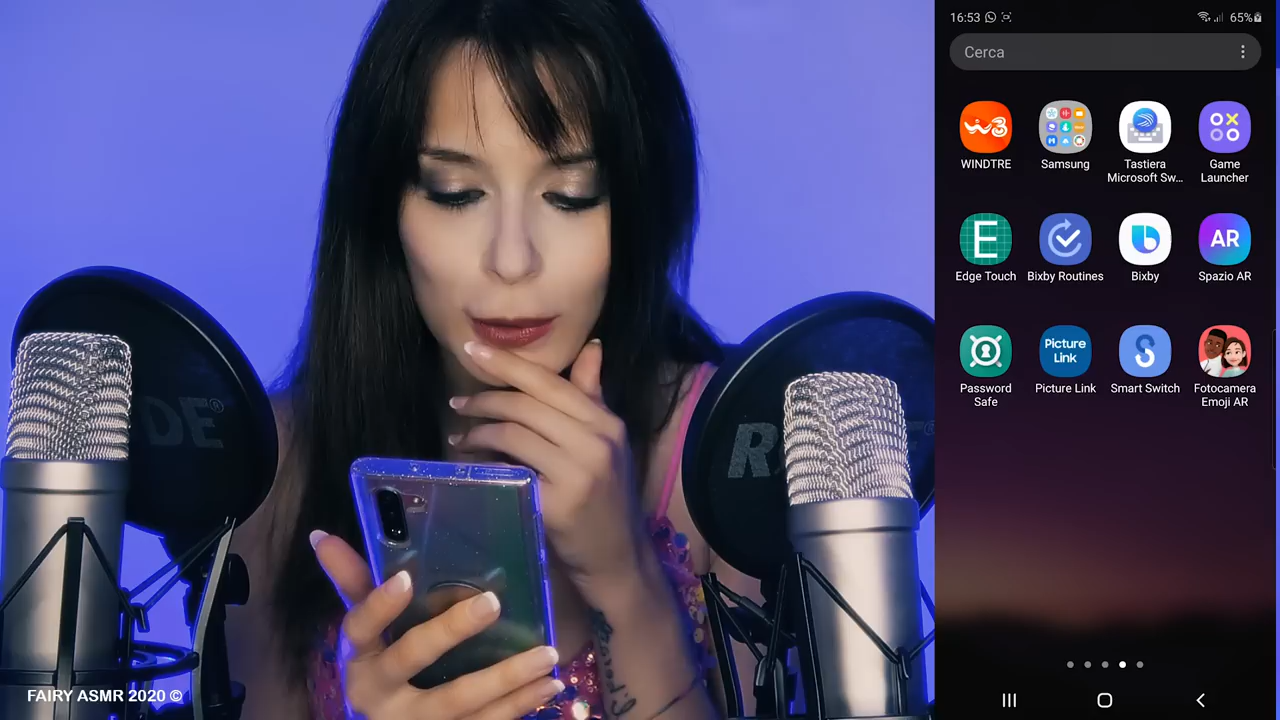 16:53
65%
Cerca
WINDTRE
Samsung
Tastiera
Microsoft Sw...
Game
Launcher
E
AR
Edge Touch
Bixby Routines
Bixby
Spazio AR
Picture
Link
Password
Safe
Picture Link
Smart Switch
Fotocamera
Emoji AR
DE®
R
FAIRY ASMR 2020 ©